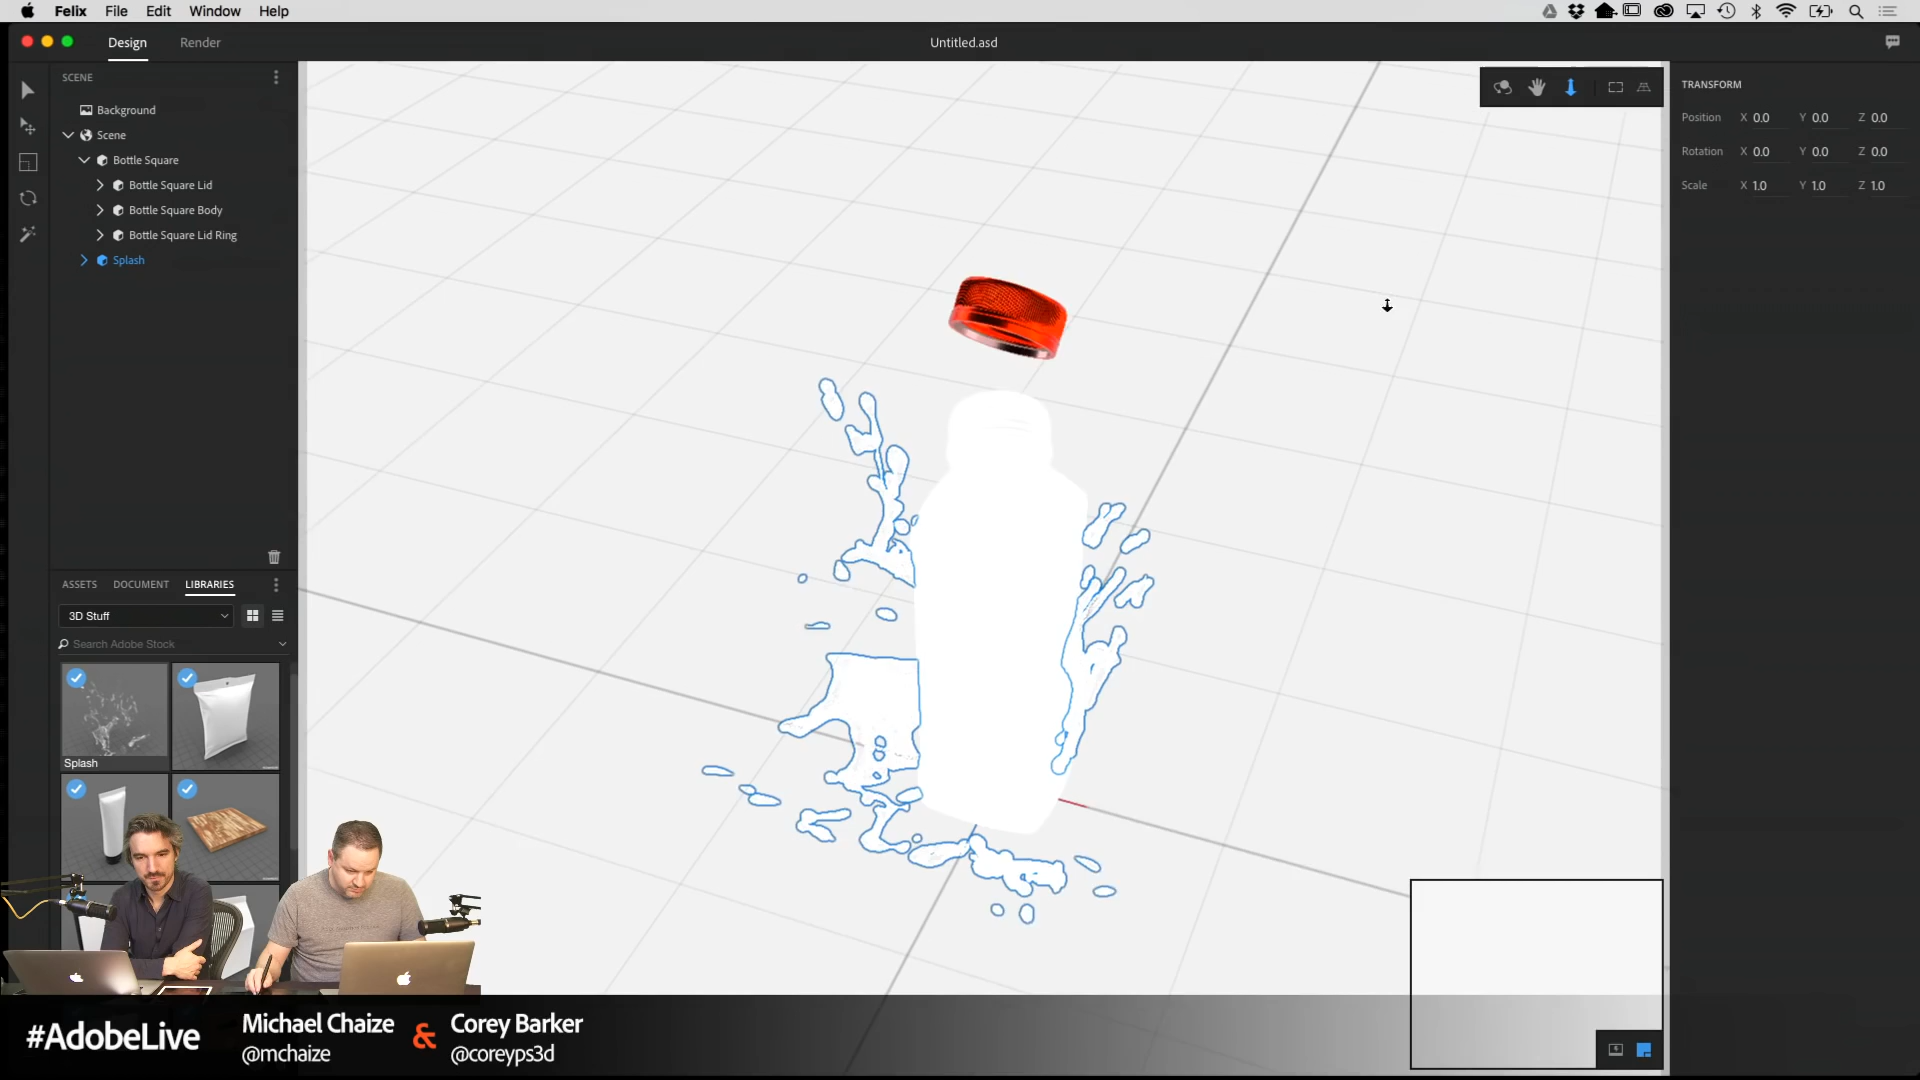 Felix File Edit Window Help
Design Render Untitled.asd
SCENE
Background
Scene
Bottle Square
Bottle Square Lid
Bottle Square Body
Bottle Square Lid Ring
Splash
TRANSFORM
Position X 0.0 Y 0.0 Z 0.0
Rotation X 0.0 Y 0.0 Z 0.0
Scale X 1.0 Y 1.0 Z 1.0
ASSETS DOCUMENT LIBRARIES
3D Stuff
Search Adobe Stock
Splash
#AdobeLive
Michael Chaize & Corey Barker
@mchaize @coreyps3d